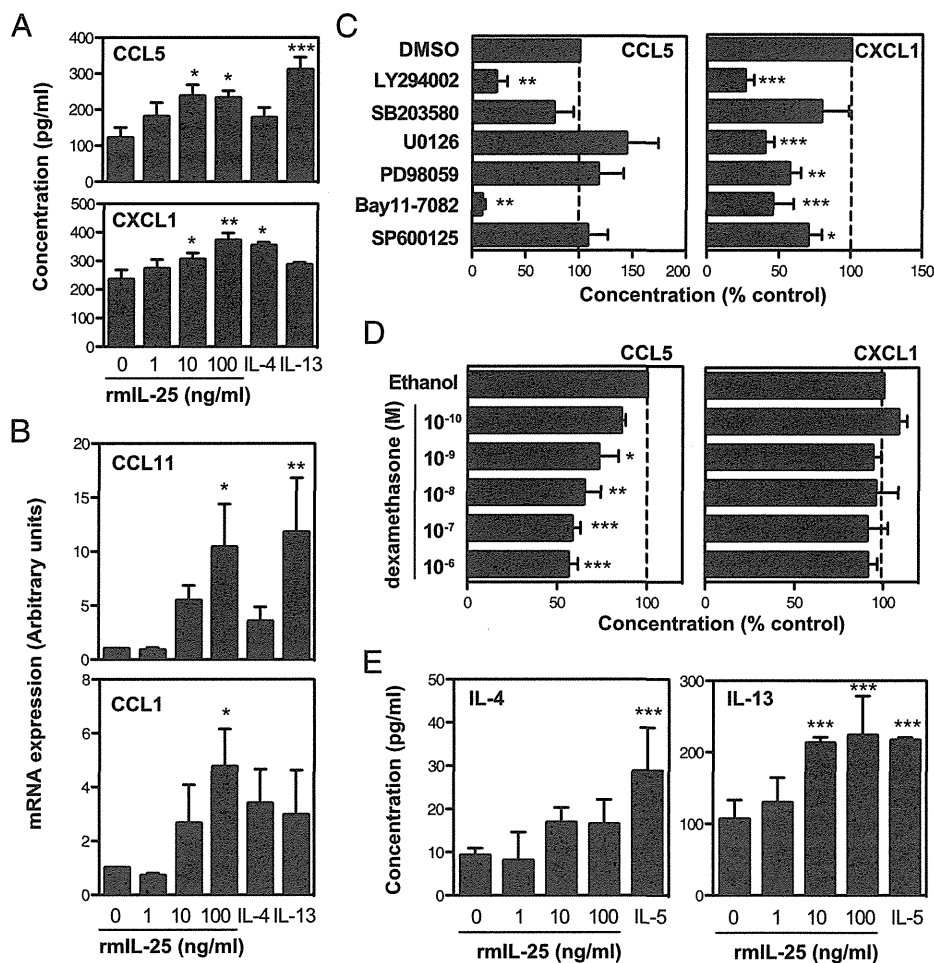 A
CCL5
400
300
200
100
0
* * ***
CXCL1
500
400
300
200
100
0
* ** *
Concentration (pg/ml)
0 1 10 100 IL-4 IL-13
rmIL-25 (ng/ml)
B
CCL11
20
15
10
5
0
* **
CCL1
8
6
4
2
0
*
mRNA expression (Arbitrary units)
0 1 10 100 IL-4 IL-13
rmIL-25 (ng/ml)
C
CCL5
CXCL1
DMSO
LY294002 ** ***
SB203580
U0126 ***
PD98059 **
Bay11-7082 ** ***
SP600125 *
0 50 100 150 200
0 50 100 150
Concentration (% control)
D
CCL5
CXCL1
Ethanol
dexamethasone (M)
10-10
10-9 *
10-8 **
10-7 ***
10-6 ***
0 50 100
0 50 100
Concentration (% control)
E
IL-4
50
40
30
20
10
0
***
Concentration (pg/ml)
0 1 10 100 IL-5
rmIL-25 (ng/ml)
IL-13
300
200
100
0
*** *** ***
0 1 10 100 IL-5
rmIL-25 (ng/ml)